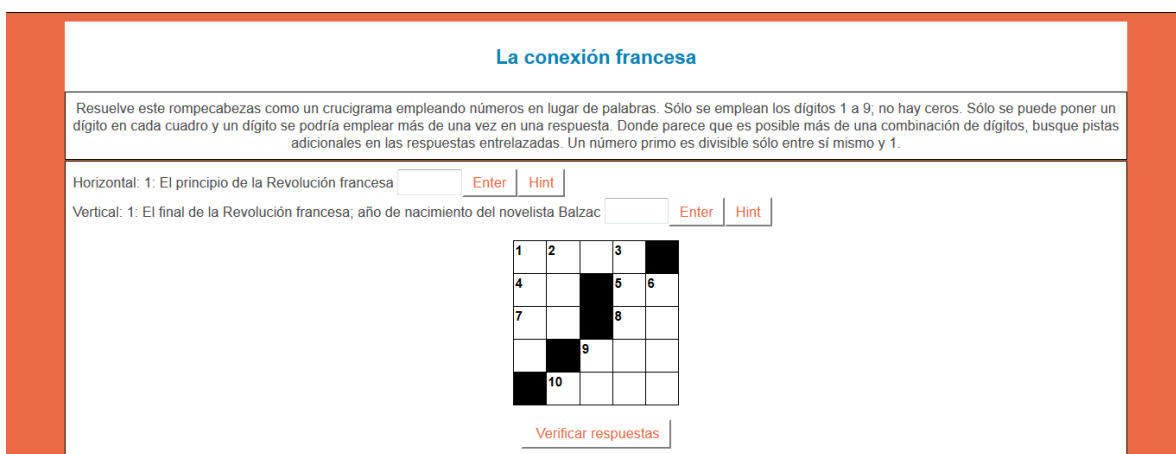 La conexión francesa
Resuelve este rompecabezas como un crucigrama empleando números en lugar de palabras. Sólo se emplean los dígitos 1 a 9; no hay ceros. Sólo se puede poner un
dígito en cada cuadro y un dígito se podría emplear más de una vez en una respuesta. Donde parece que es posible más de una combinación de dígitos, busque pistas
adicionales en las respuestas entrelazadas. Un número primo es divisible sólo entre sí mismo y 1.
Horizontal: 1: El principio de la Revolución francesa Enter Hint
Vertical: 1: El final de la Revolución francesa; año de nacimiento del novelista Balzac Enter Hint
1 2 3
4 5 6
7 8
9
10
Verificar respuestas